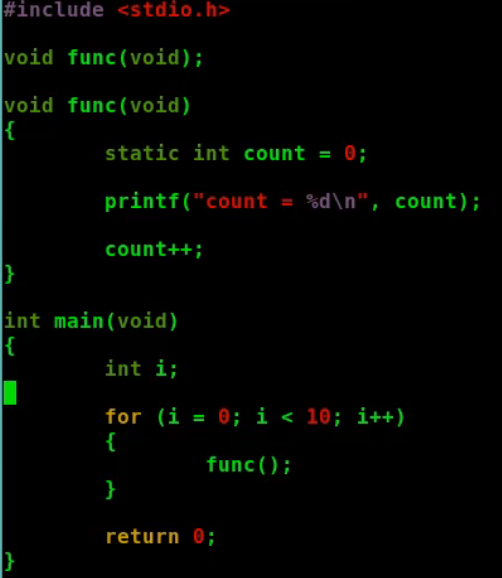 #include <stdio.h>
void func(void);
void func(void)
{
static int count = 0;
printf("count = %d\n", count);
count++;
}
int main(void)
{
int i;
for (i = 0; i < 10; i++)
{
func();
}
return 0;
}